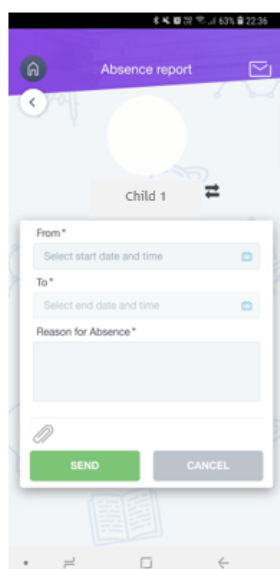 63% 22:36
Absence report
Child 1
From*
Select start date and time
To*
Select end date and time
Reason for Absence*
SEND
CANCEL